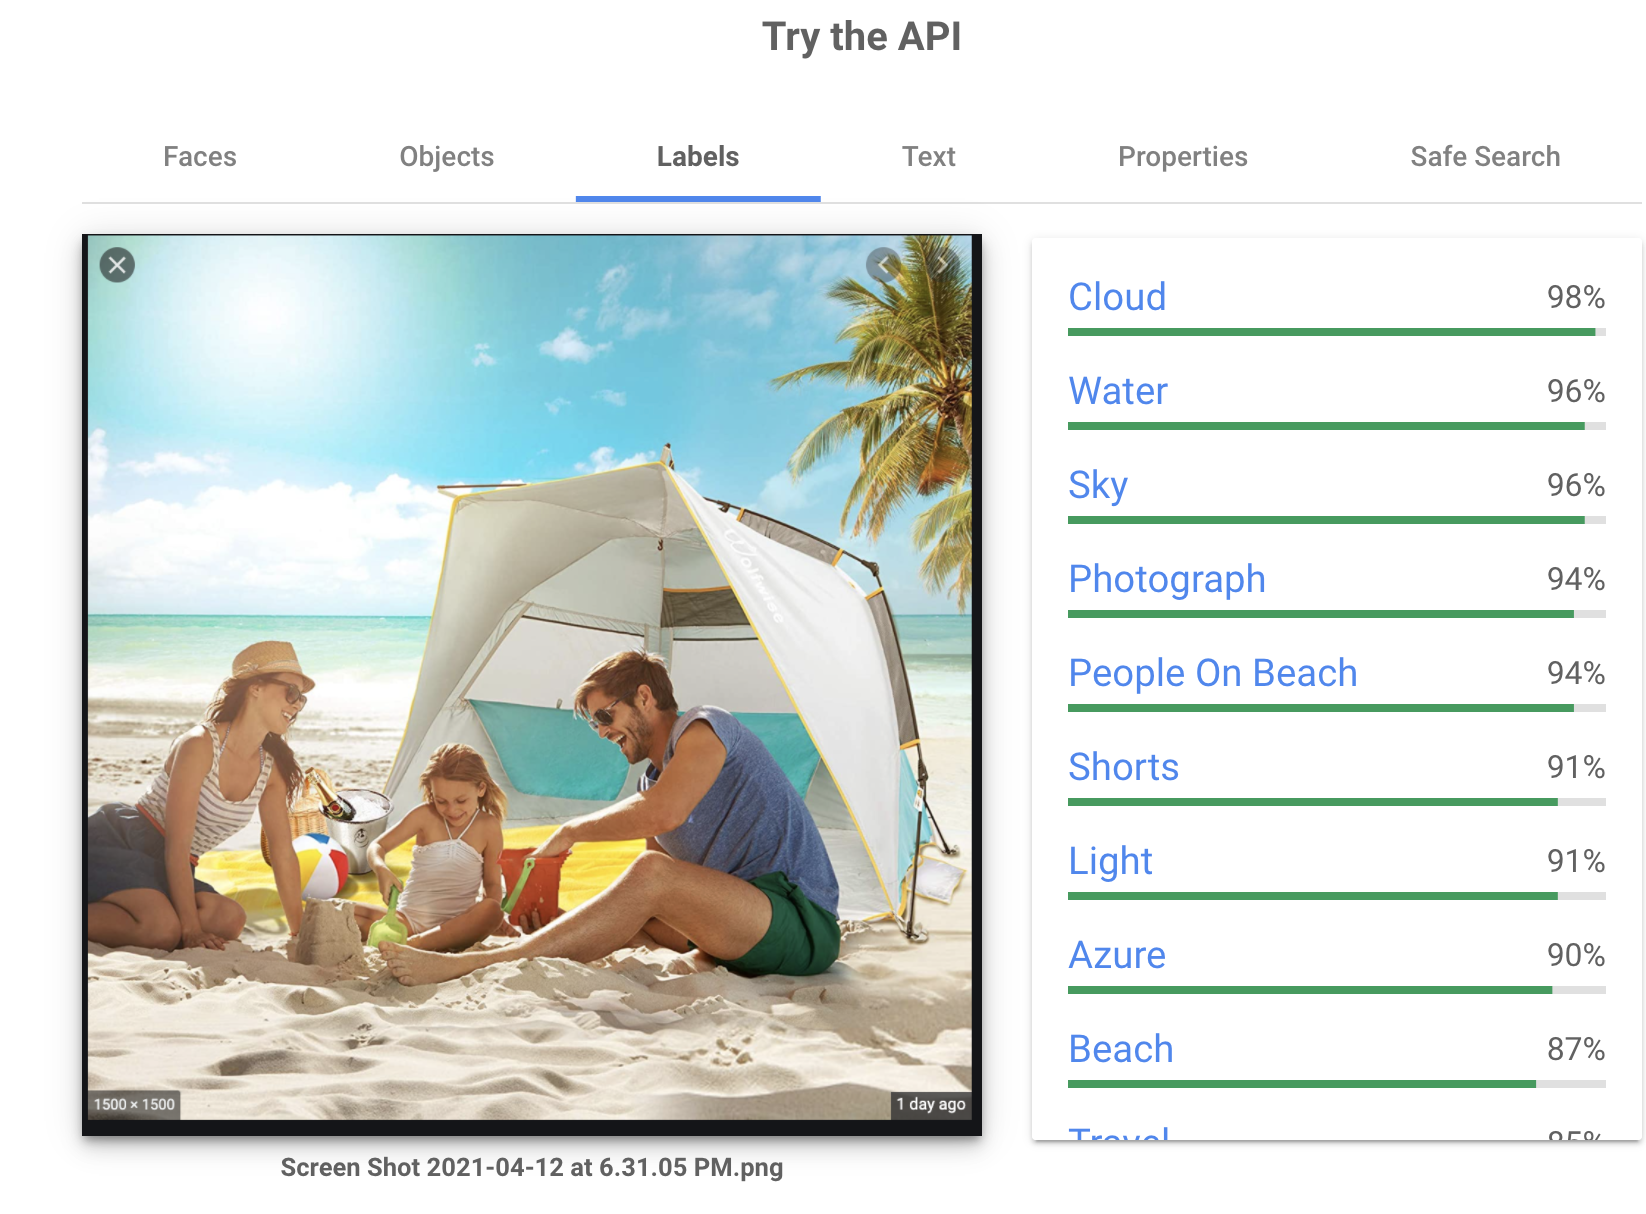 Try the API
Faces Objects Labels Text Properties Safe Search
Wolfwise
1500 × 1500
1 day ago
Screen Shot 2021-04-12 at 6.31.05 PM.png
Cloud 98%
Water 96%
Sky 96%
Photograph 94%
People On Beach 94%
Shorts 91%
Light 91%
Azure 90%
Beach 87%
Travel 85%